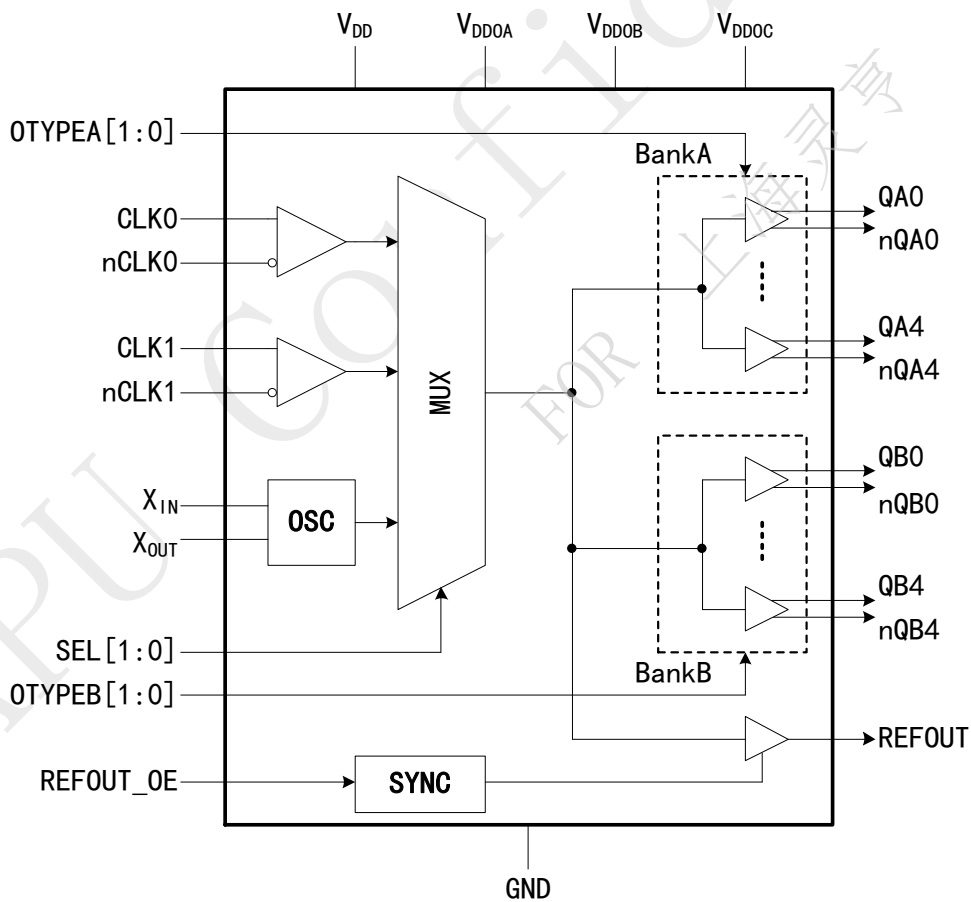 VDD VDDOA VDDOB VDDOC
OTYPEA[1:0]
BankA
CLK0
nCLK0
QA0
nQA0
CLK1
nCLK1
QA4
nQA4
MUX
QB0
nQB0
XIN
XOUT
OSC
QB4
nQB4
SEL[1:0]
BankB
OTYPEB[1:0]
REFOUT
REFOUT_OE
SYNC
GND
FOR 上海灵亨